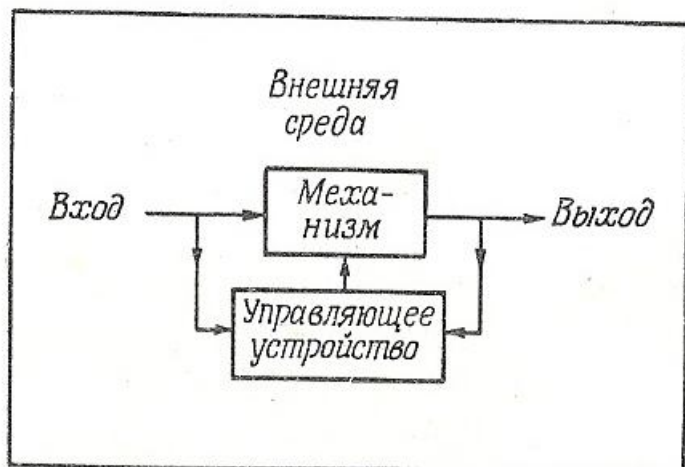 Внешняя
среда
Меха-
низм
Вход
Выход
Управляющее
устройство